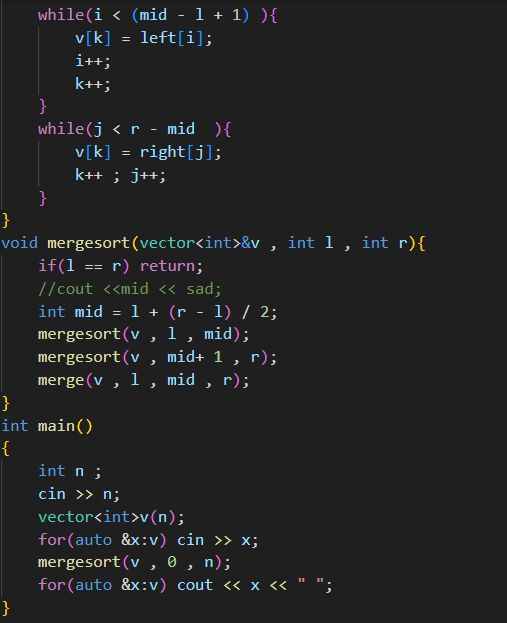 while(i < (mid - l + 1) ){
v[k] = left[i];
i++;
k++;
}
while(j < r - mid  ){
v[k] = right[j];
k++ ; j++;
}
}
void mergesort(vector<int>&v , int l , int r){
if(l == r) return;
//cout <<mid << sad;
int mid = l + (r - l) / 2;
mergesort(v , l , mid);
mergesort(v , mid+ 1 , r);
merge(v , l , mid , r);
}
int main()
{
int n ;
cin >> n;
vector<int>v(n);
for(auto &x:v) cin >> x;
mergesort(v , 0 , n);
for(auto &x:v) cout << x << " ";
}